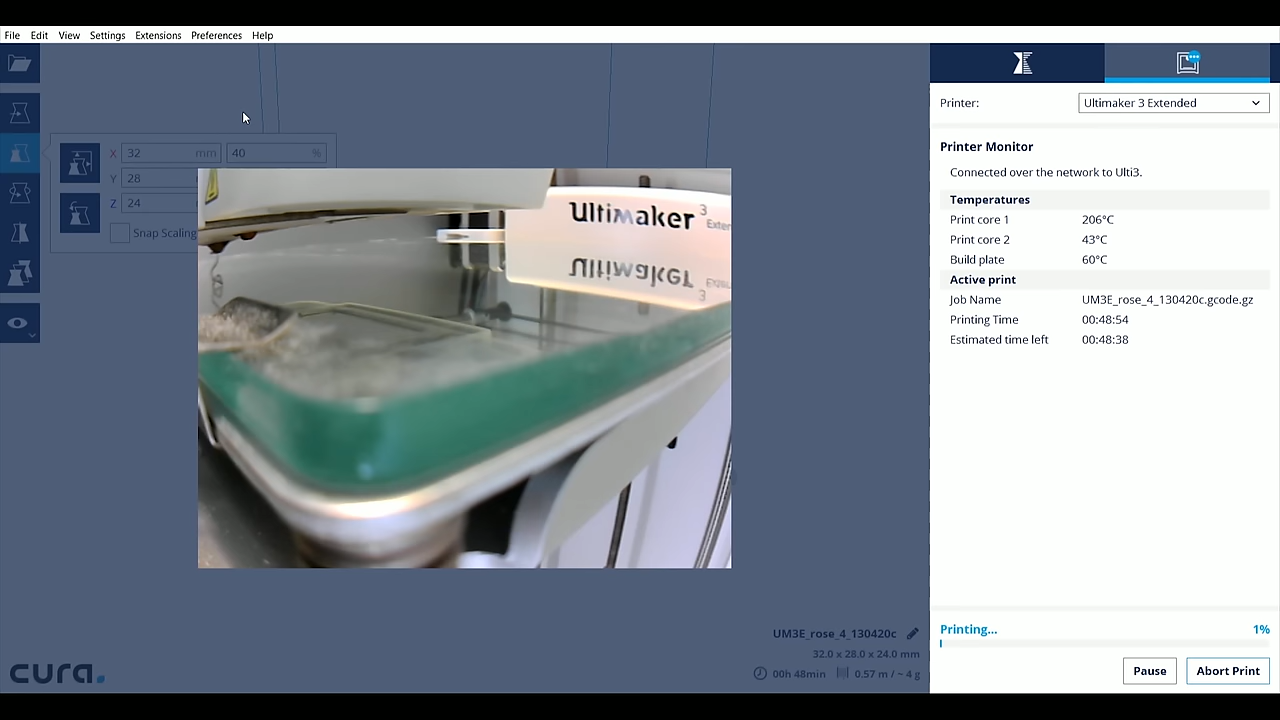 File Edit View Settings Extensions Preferences Help
Printer: Ultimaker 3 Extended
X 32 mm 40 %
Y 28
Z 24
Snap Scaling
Ultimaker 3
Printer Monitor
Connected over the network to Ulti3.
Temperatures
Print core 1 206°C
Print core 2 43°C
Build plate 60°C
Active print
Job Name UM3E_rose_4_130420c.gcode.gz
Printing Time 00:48:54
Estimated time left 00:48:38
UM3E_rose_4_130420c
32.0 x 28.0 x 24.0 mm
00h 48min 0.57 m / ~ 4 g
cura.
Printing... 1%
Pause Abort Print